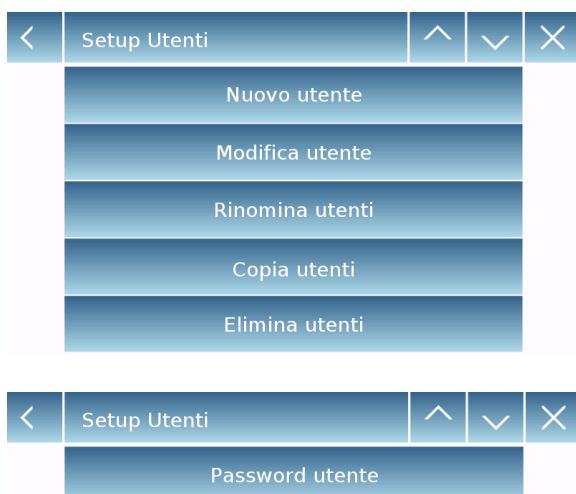 Setup Utenti
Nuovo utente
Modifica utente
Rinomina utenti
Copia utenti
Elimina utenti
Setup Utenti
Password utente